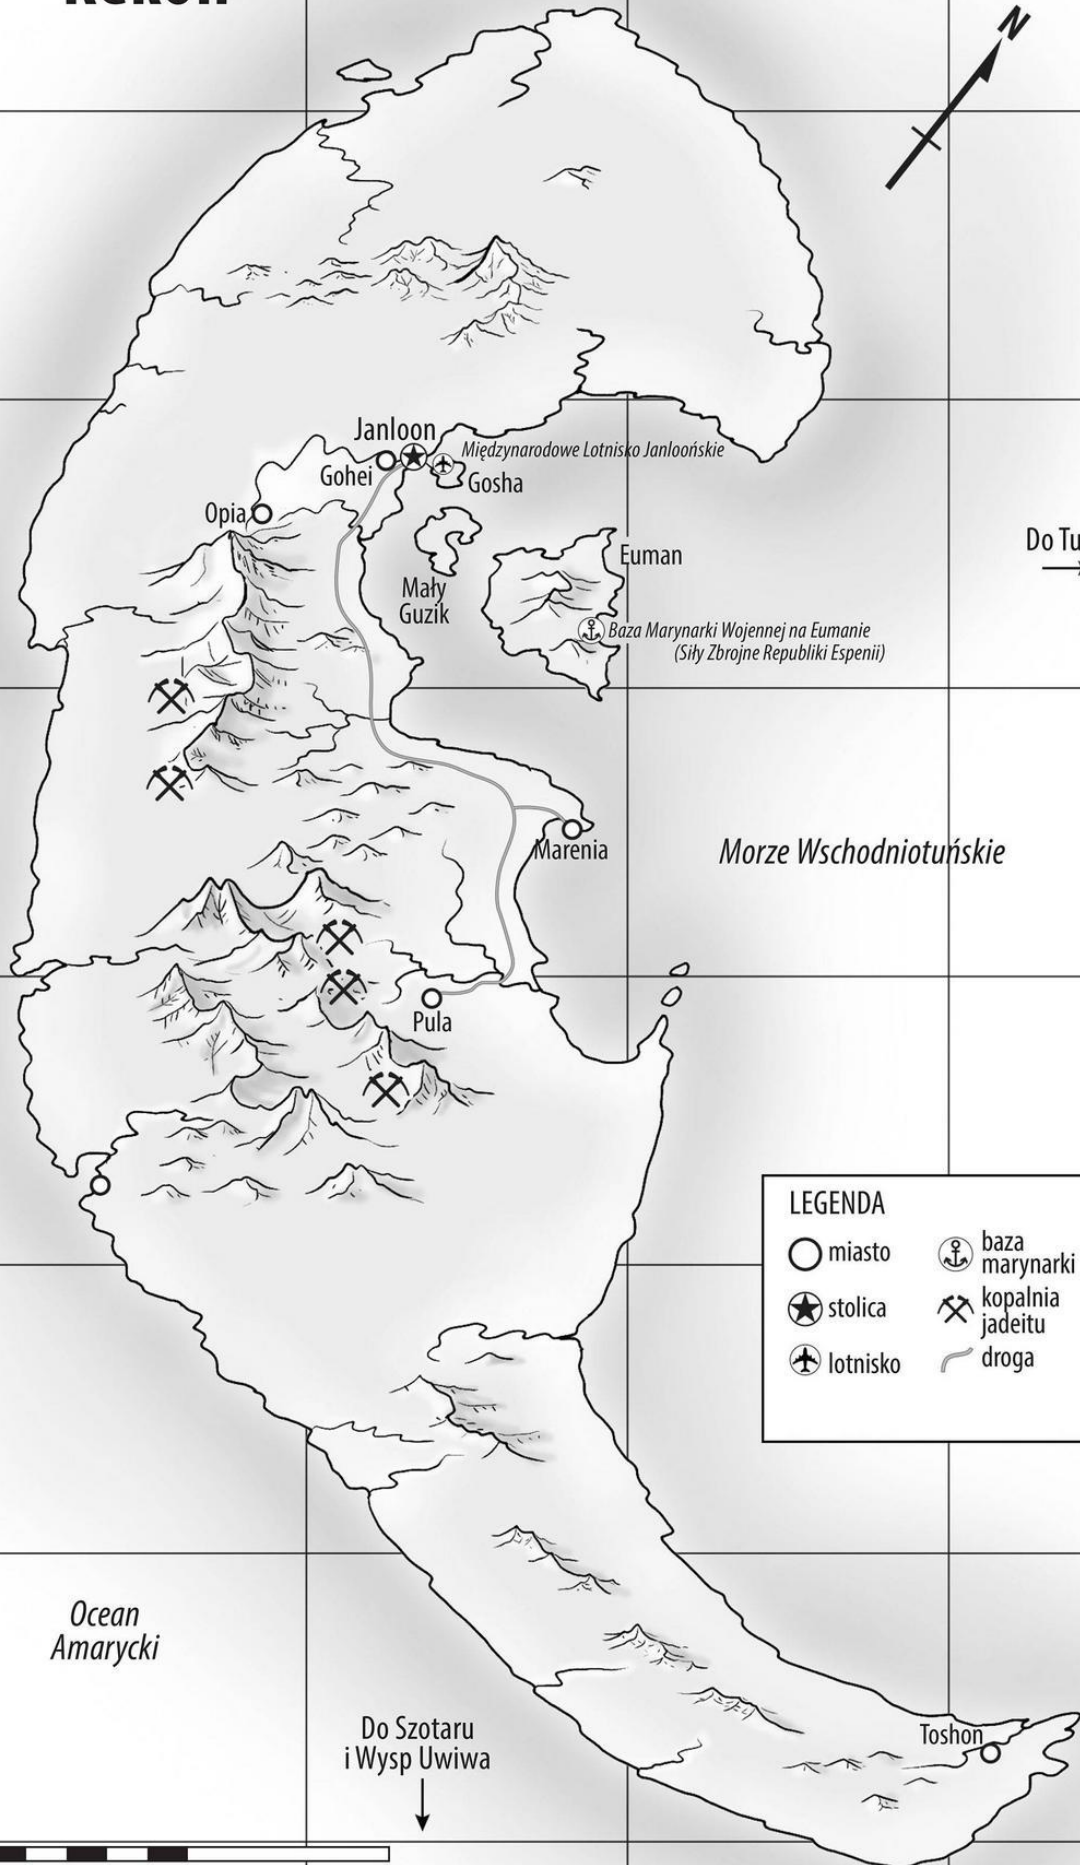 N
Janloon
Międzynarodowe Lotnisko Janloońskie
Gohei
Gosha
Opia
Do Tu
Euman
Mały
Guzik
Baza Marynarki Wojennej na Eumanie
(Siły Zbrojne Republiki Espenii)
Marenia
Morze Wschodniotuńskie
Pula
LEGENDA
miasto
baza
marynarki
stolica
kopalnia
jadeitu
lotnisko
droga
Ocean
Amarycki
Do Szotaru
i Wysp Uwiwa
Toshon